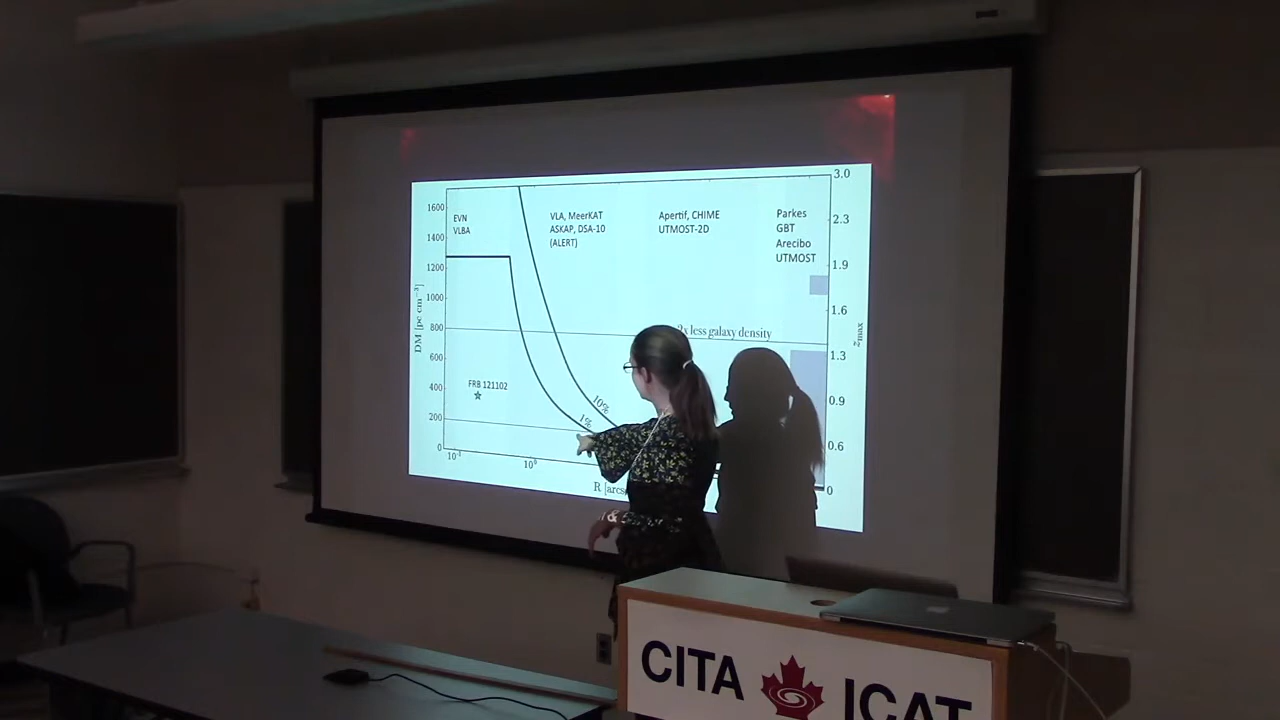 3.0
1600
EVN
VLBA
VLA, MeerKAT
ASKAP, DSA-10
(ALERT)
Apertif, CHIME
UTMOST-2D
Parkes
GBT
Arecibo
UTMOST
2.3
1400
1.9
1200
1.6
1000
DM [pc cm⁻³]
800
2x less galaxy density
zmax
1.3
600
FRB 121102
400
10%
0.9
200
1%
0.6
0
10⁻¹
10⁰
R [arcs
0
CITA ICAT